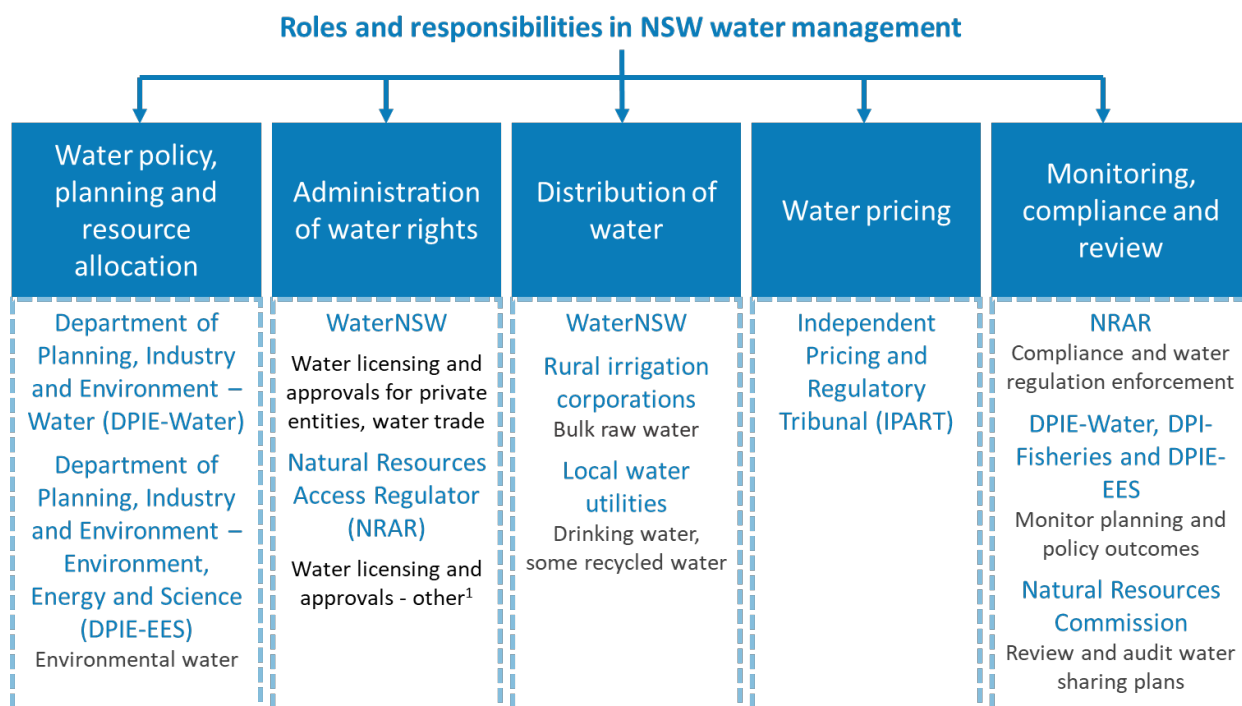 Roles and responsibilities in NSW water management
Water policy,
planning and
resource
allocation
Department of
Planning, Industry
and Environment –
Water (DPIE-Water)
Department of
Planning, Industry
and Environment –
Environment,
Energy and Science
(DPIE-EES)
Environmental water
Administration
of water rights
WaterNSW
Water licensing and
approvals for private
entities, water trade
Natural Resources
Access Regulator
(NRAR)
Water licensing and
approvals - other¹
Distribution of
water
WaterNSW
Rural irrigation
corporations
Bulk raw water
Local water
utilities
Drinking water,
some recycled water
Water pricing
Independent
Pricing and
Regulatory
Tribunal (IPART)
Monitoring,
compliance and
review
NRAR
Compliance and water
regulation enforcement
DPIE-Water, DPI-
Fisheries and DPIE-
EES
Monitor planning and
policy outcomes
Natural Resources
Commission
Review and audit water
sharing plans